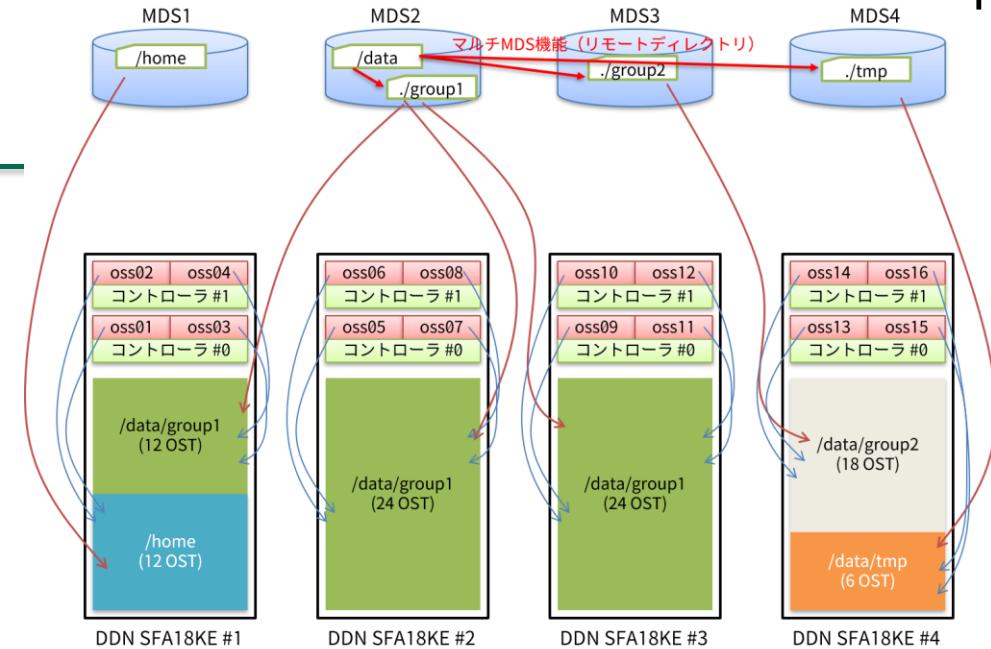 MDS1
MDS2
MDS3
MDS4
/home
/data
マルチMDS機能（リモートディレクトリ）
./group1
./group2
./tmp
oss02 oss04
コントローラ #1
oss01 oss03
コントローラ #0
/data/group1
(12 OST)
/home
(12 OST)
DDN SFA18KE #1
oss06 oss08
コントローラ #1
oss05 oss07
コントローラ #0
/data/group1
(24 OST)
DDN SFA18KE #2
oss10 oss12
コントローラ #1
oss09 oss11
コントローラ #0
/data/group1
(24 OST)
DDN SFA18KE #3
oss14 oss16
コントローラ #1
oss13 oss15
コントローラ #0
/data/group2
(18 OST)
/data/tmp
(6 OST)
DDN SFA18KE #4